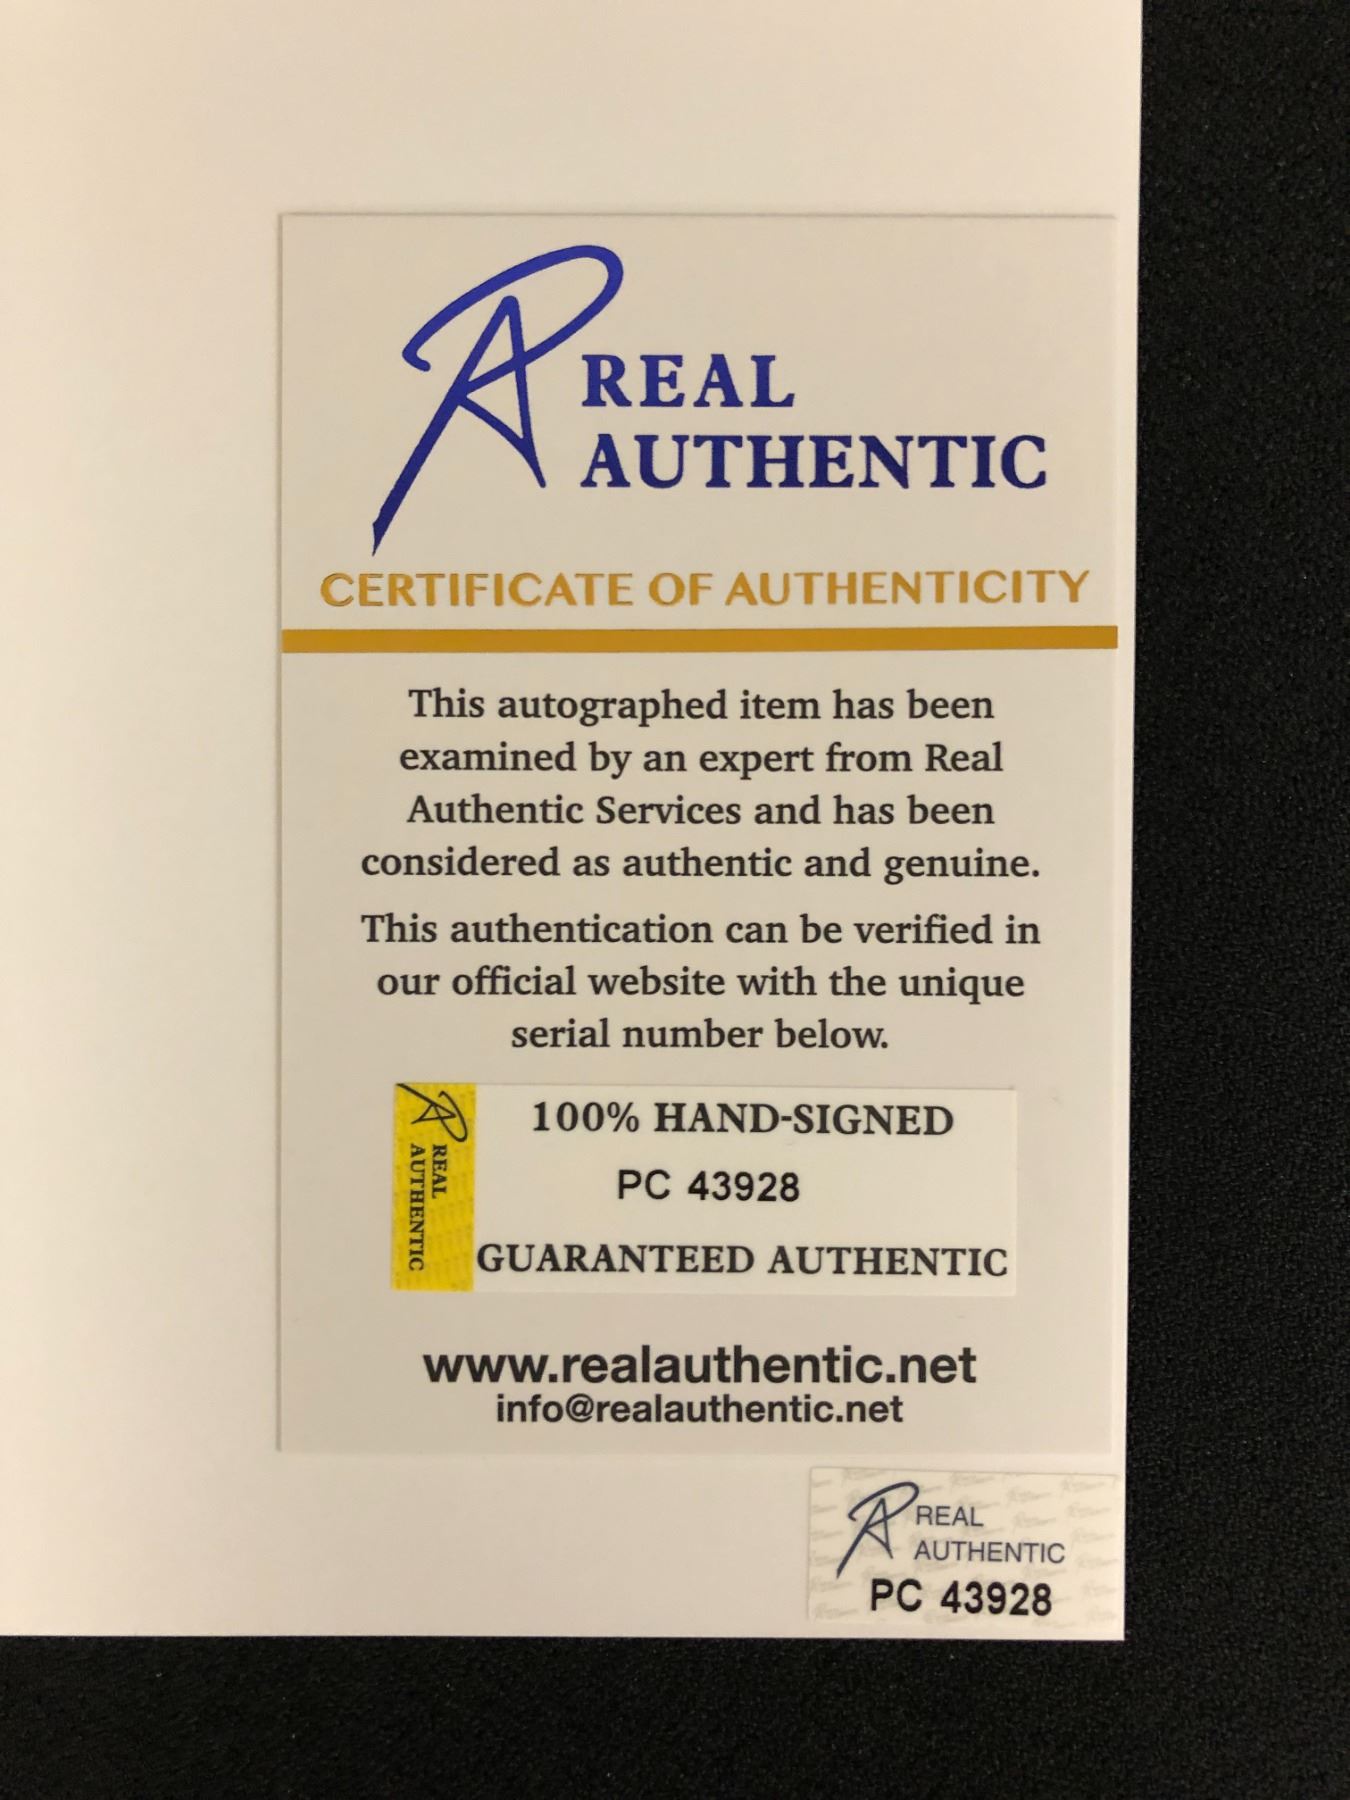 REAL
AUTHENTIC
CERTIFICATE OF AUTHENTICITY
This autographed item has been
examined by an expert from Real
Authentic Services and has been
considered as authentic and genuine.
This authentication can be verified in
our official website with the unique
serial number below.
REAL
AUTHENTIC
100% HAND-SIGNED
PC 43928
GUARANTEED AUTHENTIC
www.realauthentic.net
info@realauthentic.net
REAL
AUTHENTIC
PC 43928